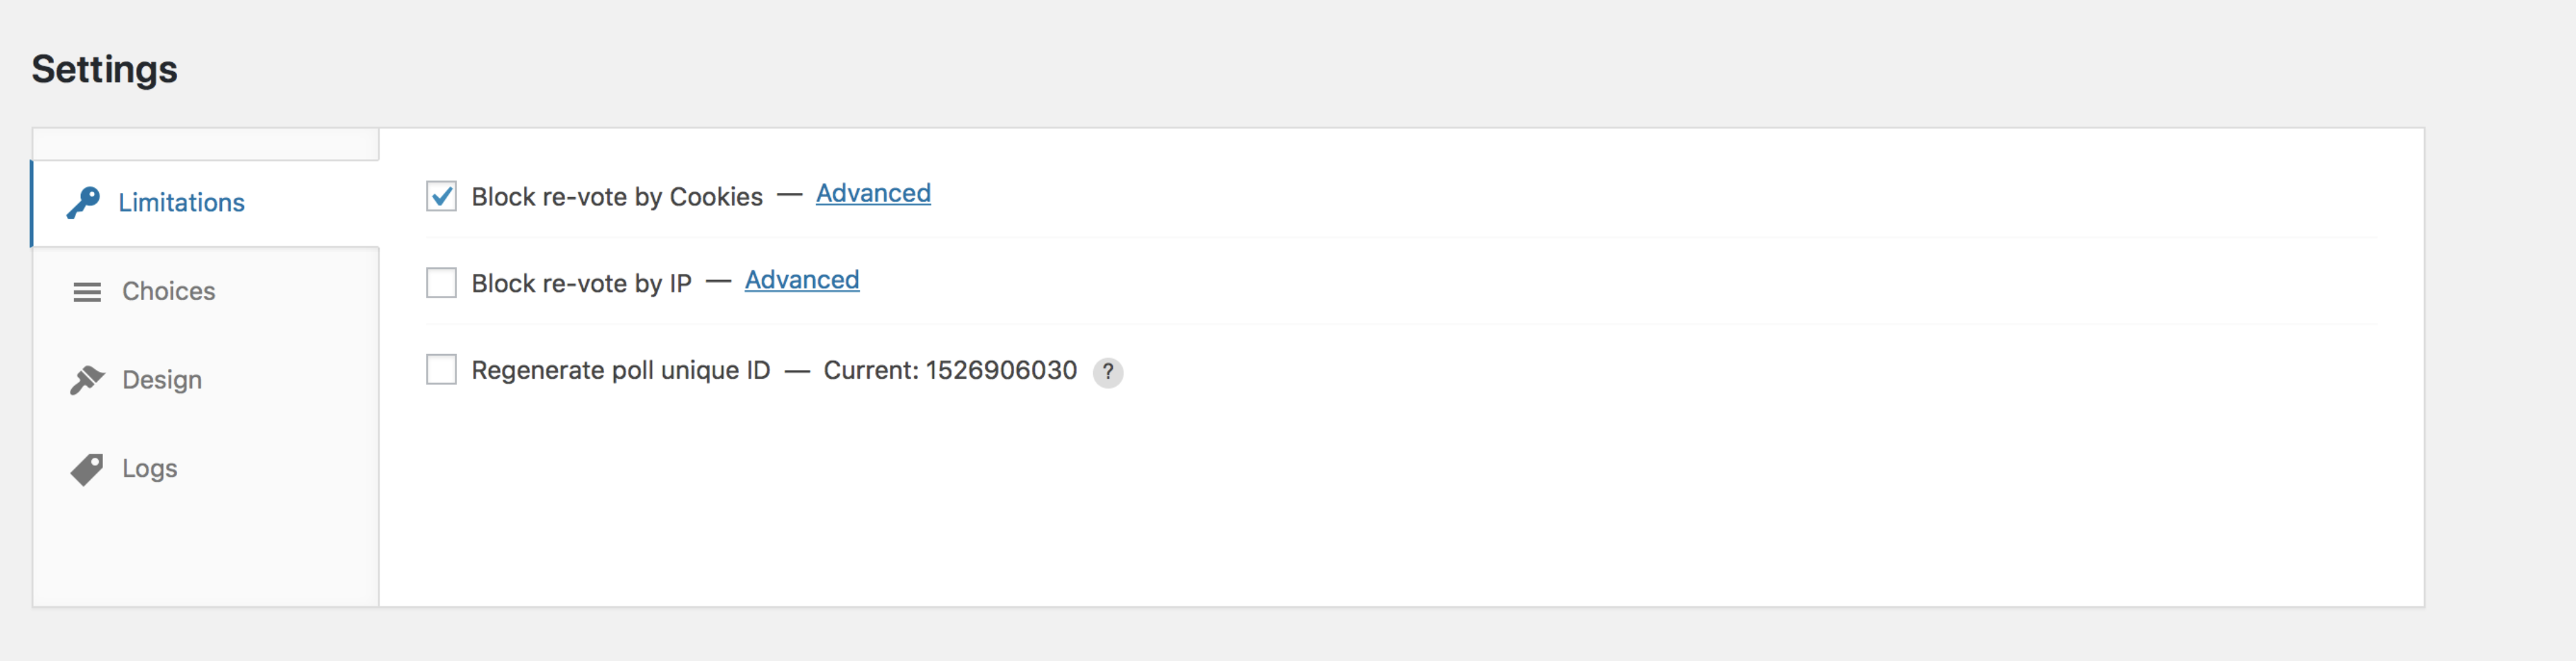 Settings
Limitations
Choices
Design
Logs
Block re-vote by Cookies — Advanced
Block re-vote by IP — Advanced
Regenerate poll unique ID — Current: 1526906030 ?